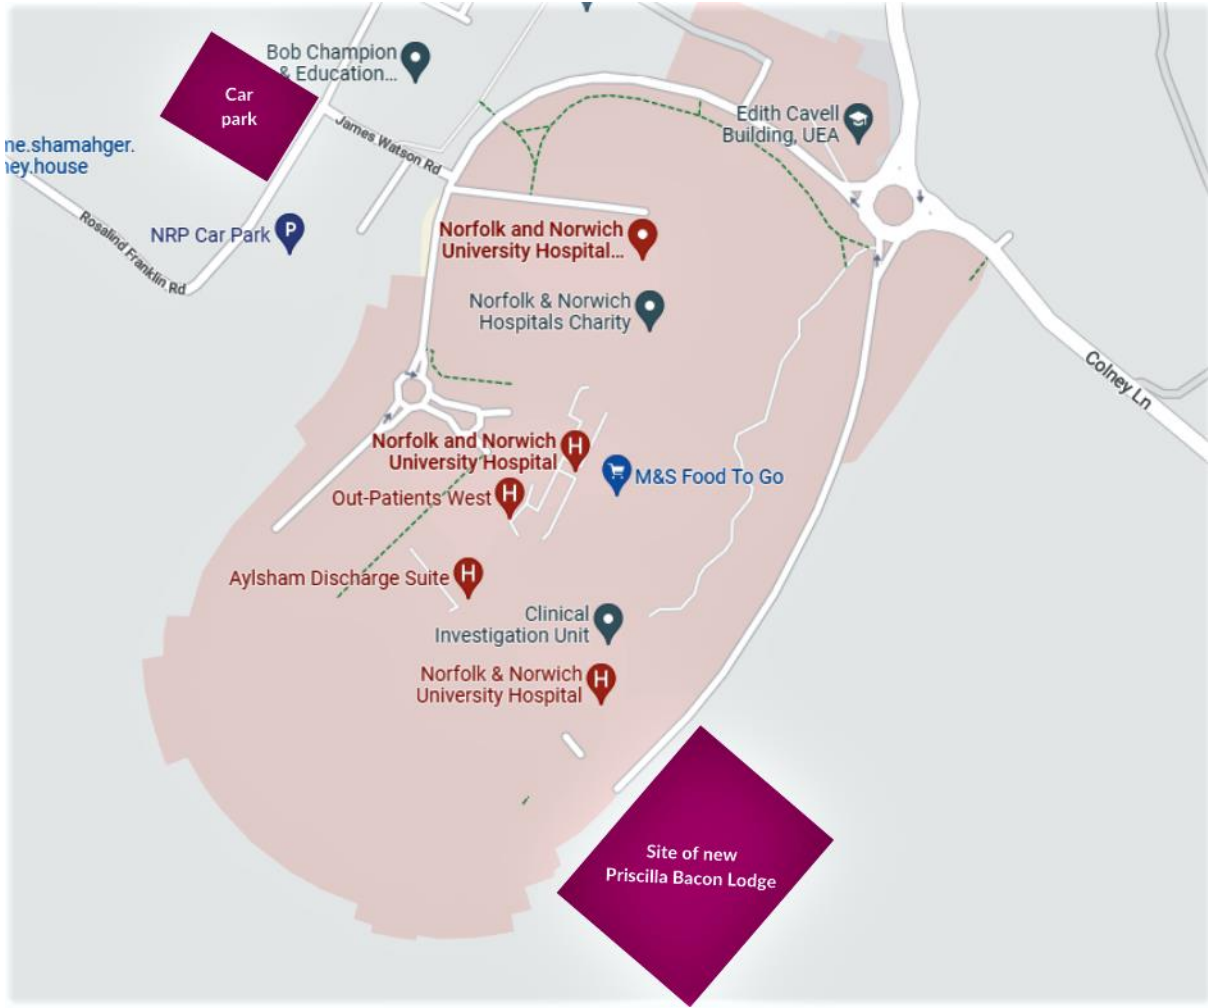 Bob Champion
& Education...
Car
park
James Watson Rd
Edith Cavell
Building, UEA
me.shamahger.
ney.house
Rosalind Franklin Rd
NRP Car Park
P
Norfolk and Norwich
University Hospital...
Norfolk & Norwich
Hospitals Charity
Colney Ln
Norfolk and Norwich
University Hospital
H
M&S Food To Go
Out-Patients West
H
Aylsham Discharge Suite
H
Clinical
Investigation Unit
Norfolk & Norwich
University Hospital
H
Site of new
Priscilla Bacon Lodge